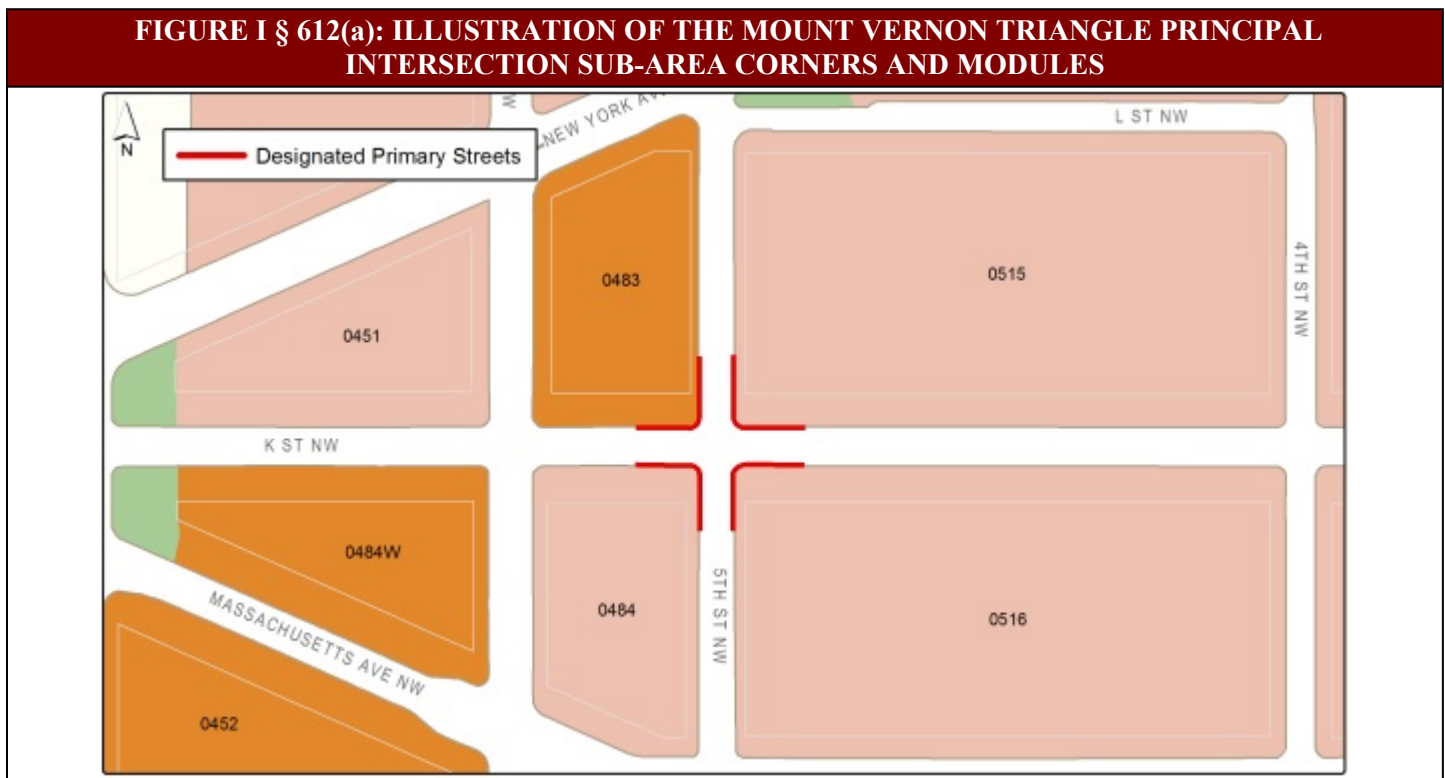 FIGURE I § 612(a): ILLUSTRATION OF THE MOUNT VERNON TRIANGLE PRINCIPAL
INTERSECTION SUB-AREA CORNERS AND MODULES
N
Designated Primary Streets
W
NEW YORK AV
L ST NW
0483
0515
4TH ST NW
0451
K ST NW
0484W
MASSACHUSETTS AVE NW
0484
5TH ST NW
0516
0452